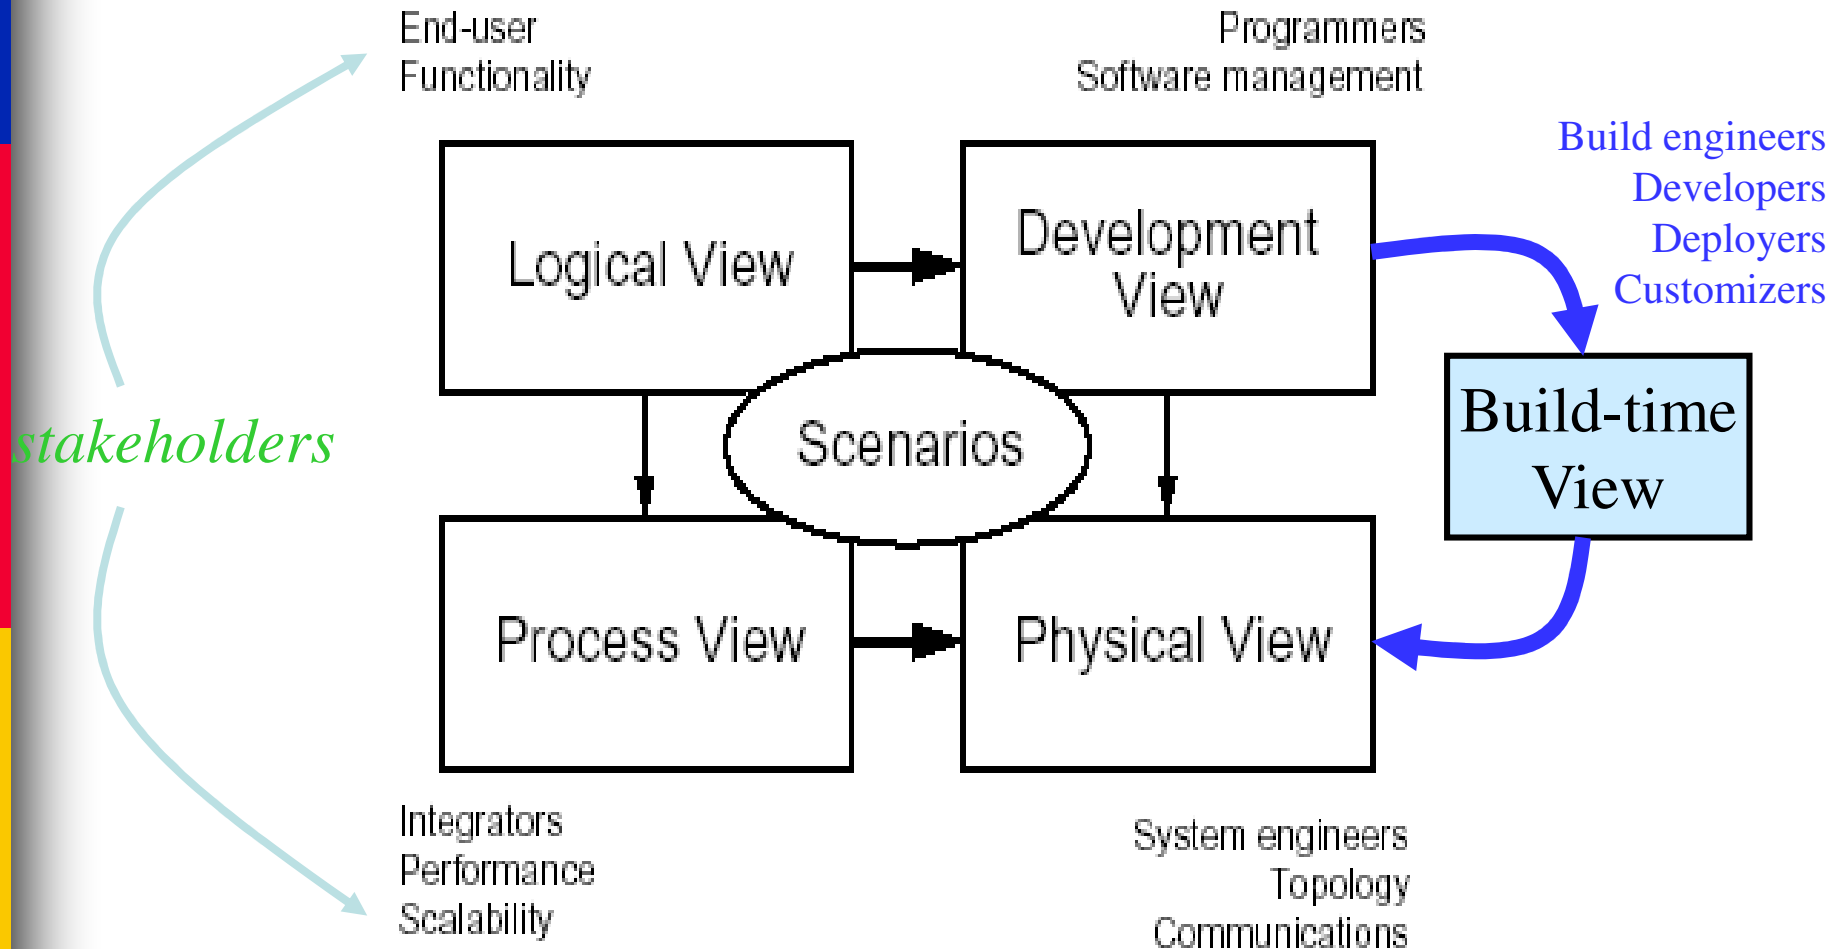 End-user
Functionality
Programmers
Software management
Build engineers
Developers
Deployers
Customizers
Logical View
Development
View
stakeholders
Scenarios
Build-time
View
Process View
Physical View
Integrators
Performance
Scalability
System engineers
Topology
Communications